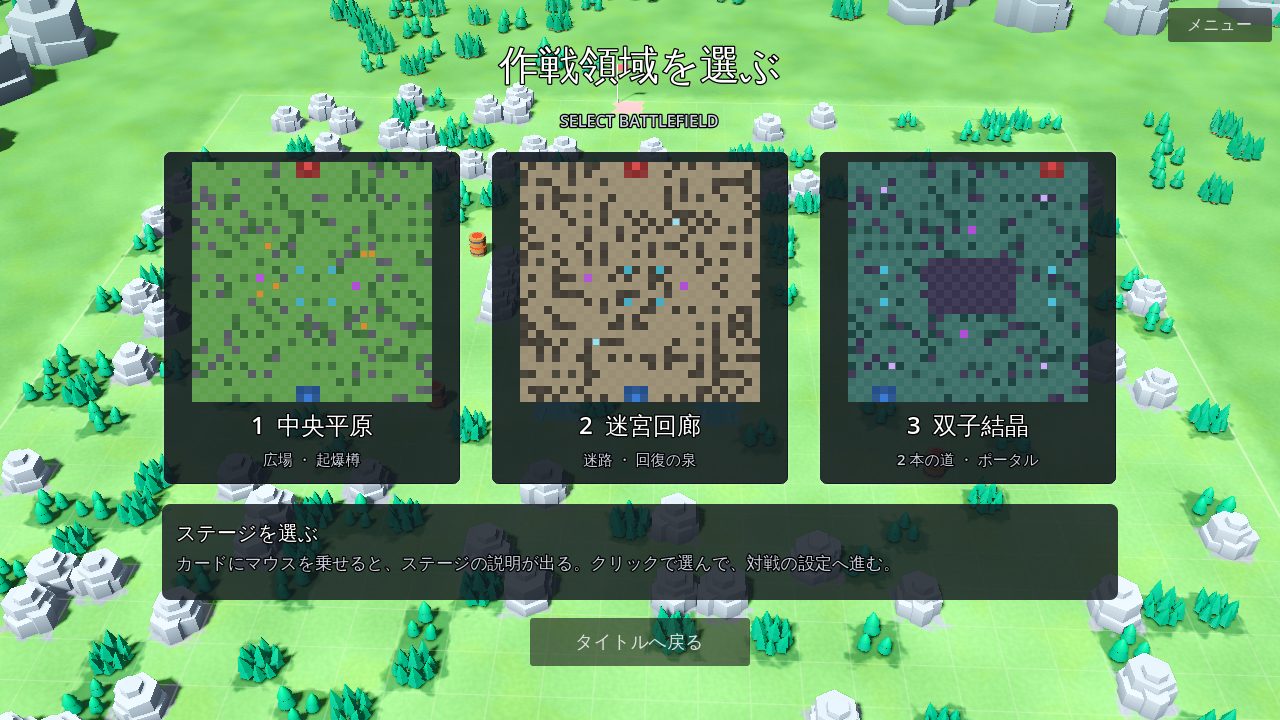 メニュー
作戦領域を選ぶ
SELECT BATTLEFIELD
1 中央平原
広場 ・ 起爆樽
2 迷宮回廊
迷路 ・ 回復の泉
3 双子結晶
2 本の道 ・ ポータル
ステージを選ぶ
カードにマウスを乗せると、ステージの説明が出る。クリックで選んで、対戦の設定へ進む。
タイトルへ戻る